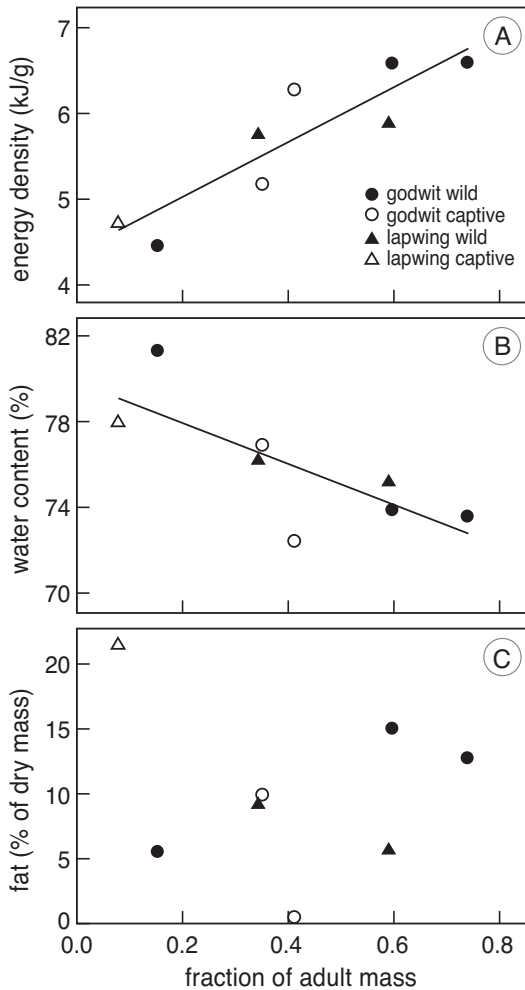 7
A
6
5
4
energy density (kJ/g)
godwit wild
godwit captive
lapwing wild
lapwing captive
82
B
78
74
70
water content (%)
20
C
15
10
5
0
fat (% of dry mass)
0.0 0.2 0.4 0.6 0.8
fraction of adult mass